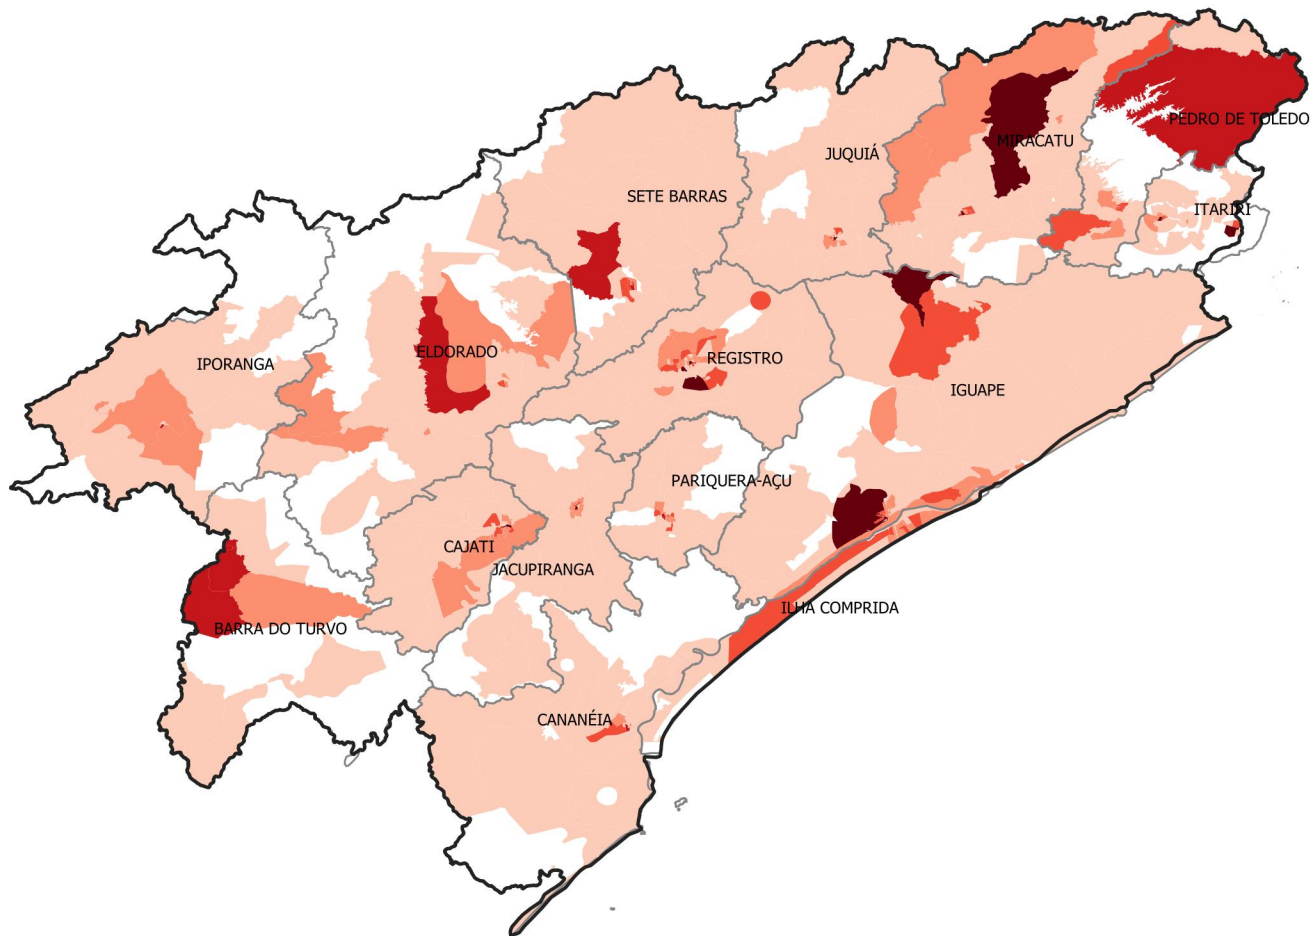 PEDRO DE TOLEDO
MIRACATU
JUQUIÁ
SETE BARRAS
ITARIRI
ELDORADO
REGISTRO
IPORANGA
IGUAPE
PARIQUERA-AÇU
CAJATI
JACUPIRANGA
ILHA COMPRIDA
BARRA DO TURVO
CANANÉIA